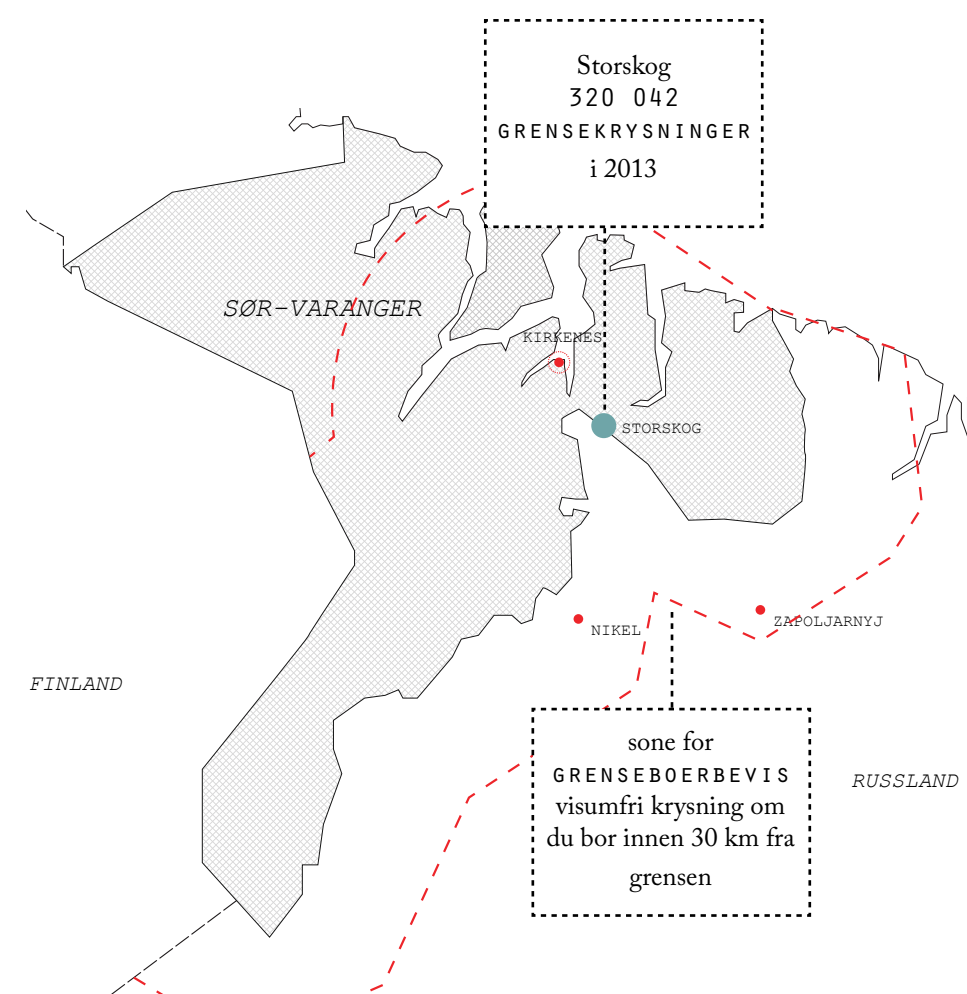 Storskog
320 042
GRENSEKRYSNINGER
i 2013
SØR-VARANGER
KIRKENES
STORSKOG
NIKEL
ZAPOLJARNYJ
FINLAND
RUSSLAND
sone for
GRENSEBOERBEVIS
visumfri krysning om
du bor innen 30 km fra
grensen